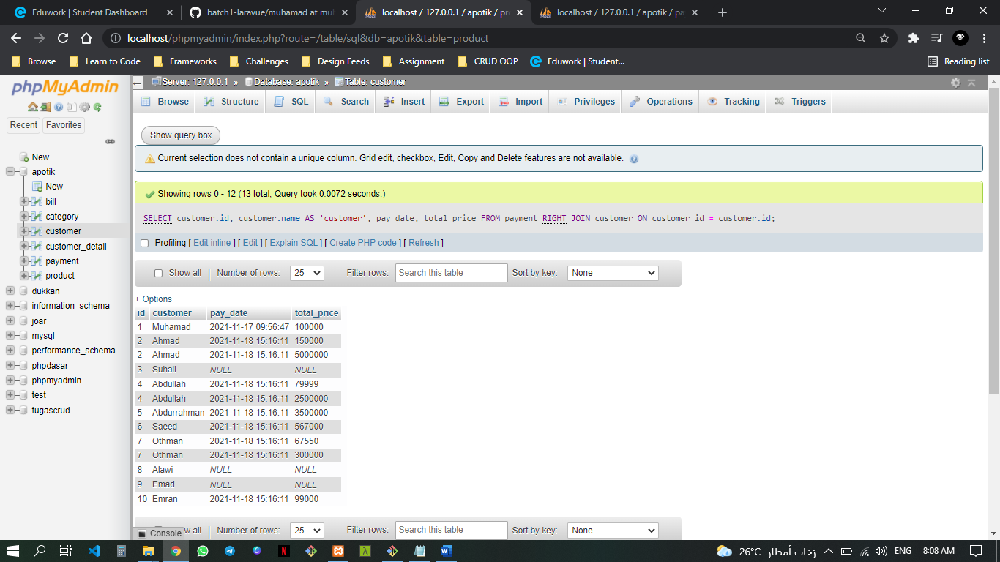 Eduwork | Student Dashboard
batch1-laravue/muhamad at mul
localhost / 127.0.0.1 / apotik / pro
localhost / 127.0.0.1 / apotik / pa
localhost/phpmyadmin/index.php?route=/table/sql&db=apotik&table=product
Browse Learn to Code Frameworks Challenges Design Feeds Assignment CRUD OOP Eduwork | Student... Reading list
phpMyAdmin
Recent Favorites
New
apotik
New
bill
category
customer
customer_detail
payment
product
dukkan
information_schema
joar
mysql
performance_schema
phpdasar
phpmyadmin
test
tugascrud
Server: 127.0.0.1 » Database: apotik » Table: customer
Browse Structure SQL Search Insert Export Import Privileges Operations Tracking Triggers
Show query box
Current selection does not contain a unique column. Grid edit, checkbox, Edit, Copy and Delete features are not available.
Showing rows 0 - 12 (13 total, Query took 0.0072 seconds.)
SELECT customer.id, customer.name AS 'customer', pay_date, total_price FROM payment RIGHT JOIN customer ON customer_id = customer.id;
Profiling [ Edit inline ] [ Edit ] [ Explain SQL ] [ Create PHP code ] [ Refresh ]
Show all Number of rows: 25 Filter rows: Search this table Sort by key: None
+ Options
id customer pay_date total_price
1 Muhamad 2021-11-17 09:56:47 100000
2 Ahmad 2021-11-18 15:16:11 150000
2 Ahmad 2021-11-18 15:16:11 5000000
3 Suhail NULL NULL
4 Abdullah 2021-11-18 15:16:11 79999
4 Abdullah 2021-11-18 15:16:11 2500000
5 Abdurrahman 2021-11-18 15:16:11 3500000
6 Saeed 2021-11-18 15:16:11 567000
7 Othman 2021-11-18 15:16:11 67550
7 Othman 2021-11-18 15:16:11 300000
8 Alawi NULL NULL
9 Emad NULL NULL
10 Emran 2021-11-18 15:16:11 99000
all Number of rows: 25 Filter rows: Search this table Sort by key: None
Console
26°C زخات أمطار ENG 8:08 AM